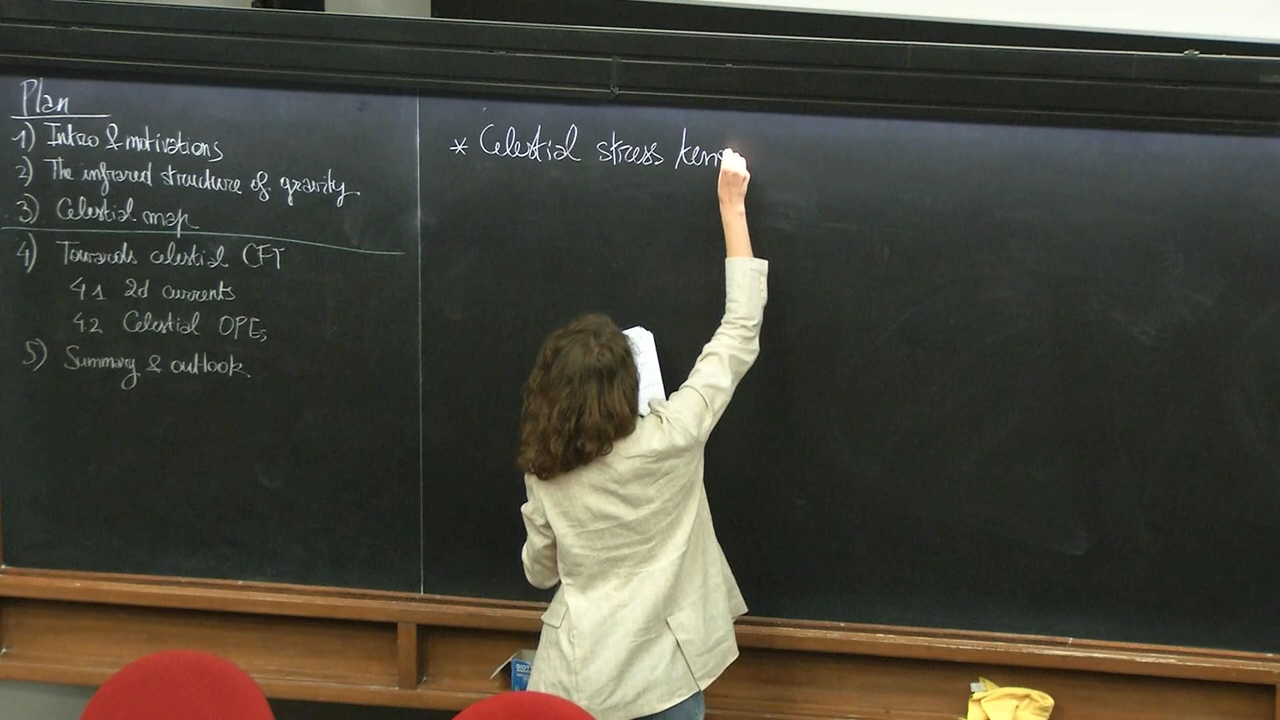 Plan
1) Intro & motivations
2) The infrared structure of gravity.
3) Celestial map
4) Towards celestial CFT
4.1 2d currents
4.2 Celestial OPEs
5) Summary & outlook.
* Celestial stress ten